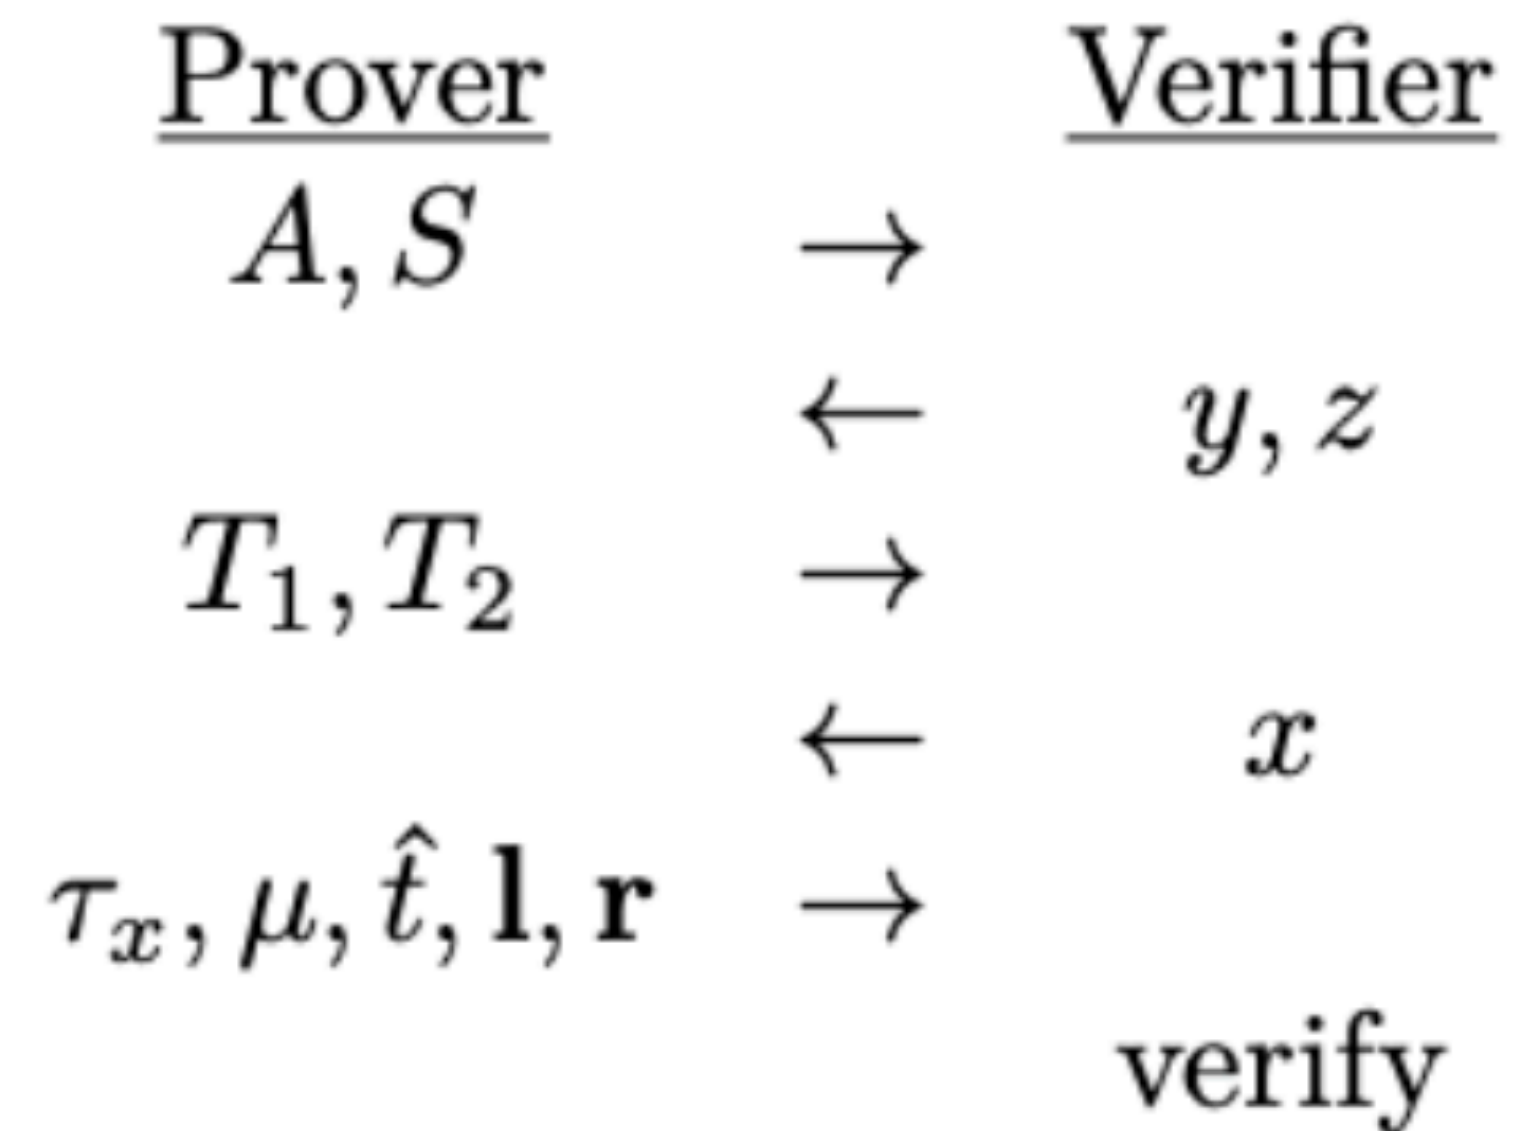 Prover Verifier
A, S →
← y, z
T₁, T₂ →
← x
τₓ, μ, t̂, l, r →
verify